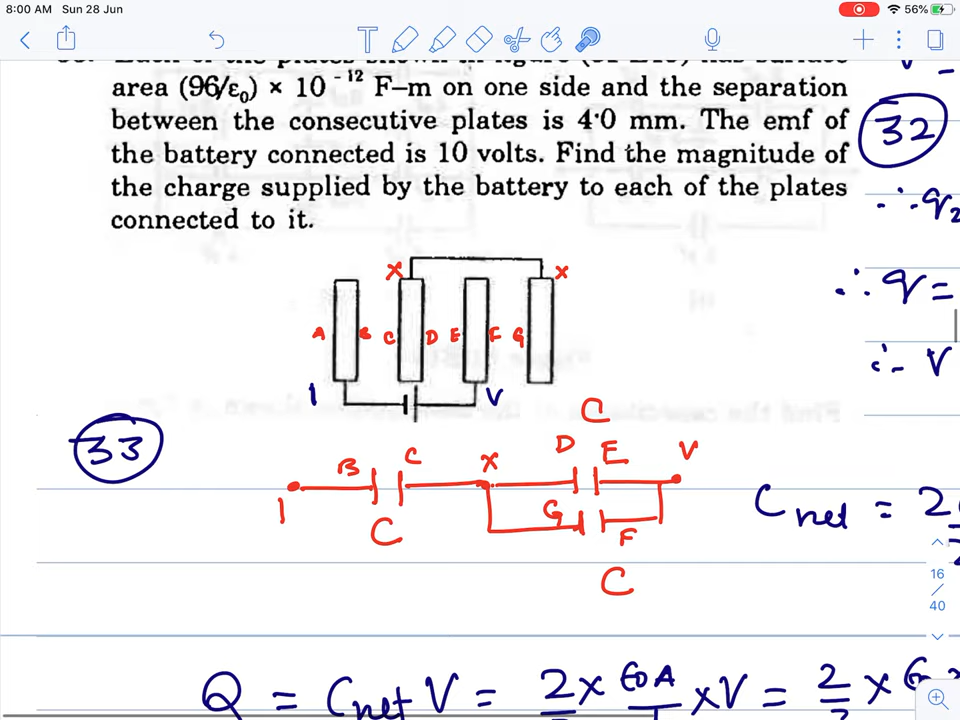 8:00 AM Sun 28 Jun
56%
area (96/ε₀) × 10⁻¹² F–m on one side and the separation
between the consecutive plates is 4·0 mm. The emf of
the battery connected is 10 volts. Find the magnitude of
the charge supplied by the battery to each of the plates
connected to it.
V =
32
∴ q₂
∴ q =
∴ V
X X
A B C D E F G
1 V
33
C
B C X D E V
1 C G F
C
C net = 2
16
/
40
Q = Cnet V = 2 × ε₀A × V = 2 ×